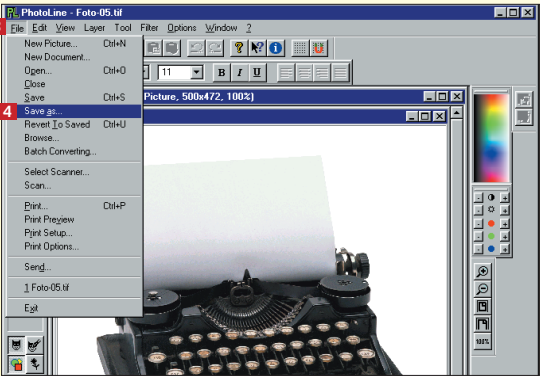 PhotoLine - Foto-05.tif
File Edit View Layer Tool Filter Options Window ?
New Picture... Ctrl+N
New Document...
Open... Ctrl+O
Close
Save Ctrl+S
4 Save as...
Revert To Saved Ctrl+U
Browse...
Batch Converting...
Select Scanner...
Scan...
Print... Ctrl+P
Print Preview
Print Setup...
Print Options...
Send...
1 Foto-05.tif
Exit
11 B I U
Picture, 500x472, 100%)
100%